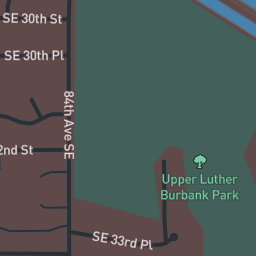 SE 30th St
SE 30th Pl
84th Ave SE
2nd St
Upper Luther
Burbank Park
SE 33rd Pl